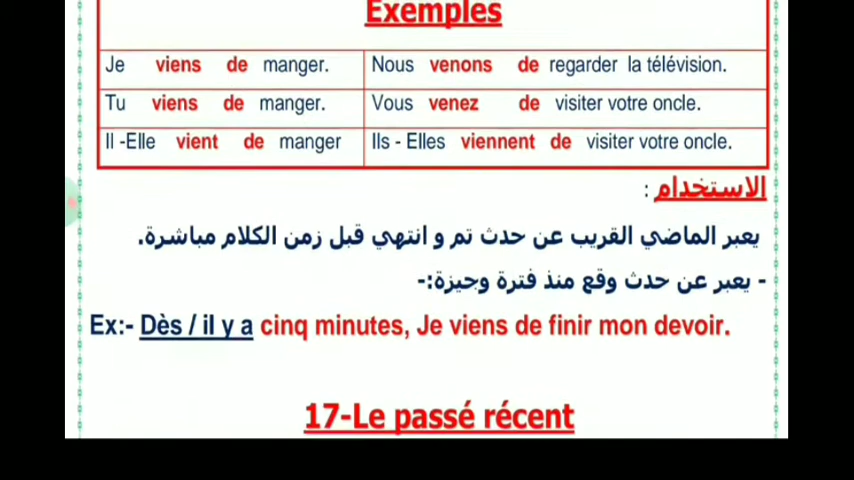 Exemples
Je viens de manger. Nous venons de regarder la télévision.
Tu viens de manger. Vous venez de visiter votre oncle.
Il -Elle vient de manger Ils - Elles viennent de visiter votre oncle.
الاستخدام :
يعبر الماضي القريب عن حدث تم و انتهي قبل زمن الكلام مباشرة.
- يعبر عن حدث وقع منذ فترة وجيزة:-
Ex:- Dès / il y a cinq minutes, Je viens de finir mon devoir.
17-Le passé récent